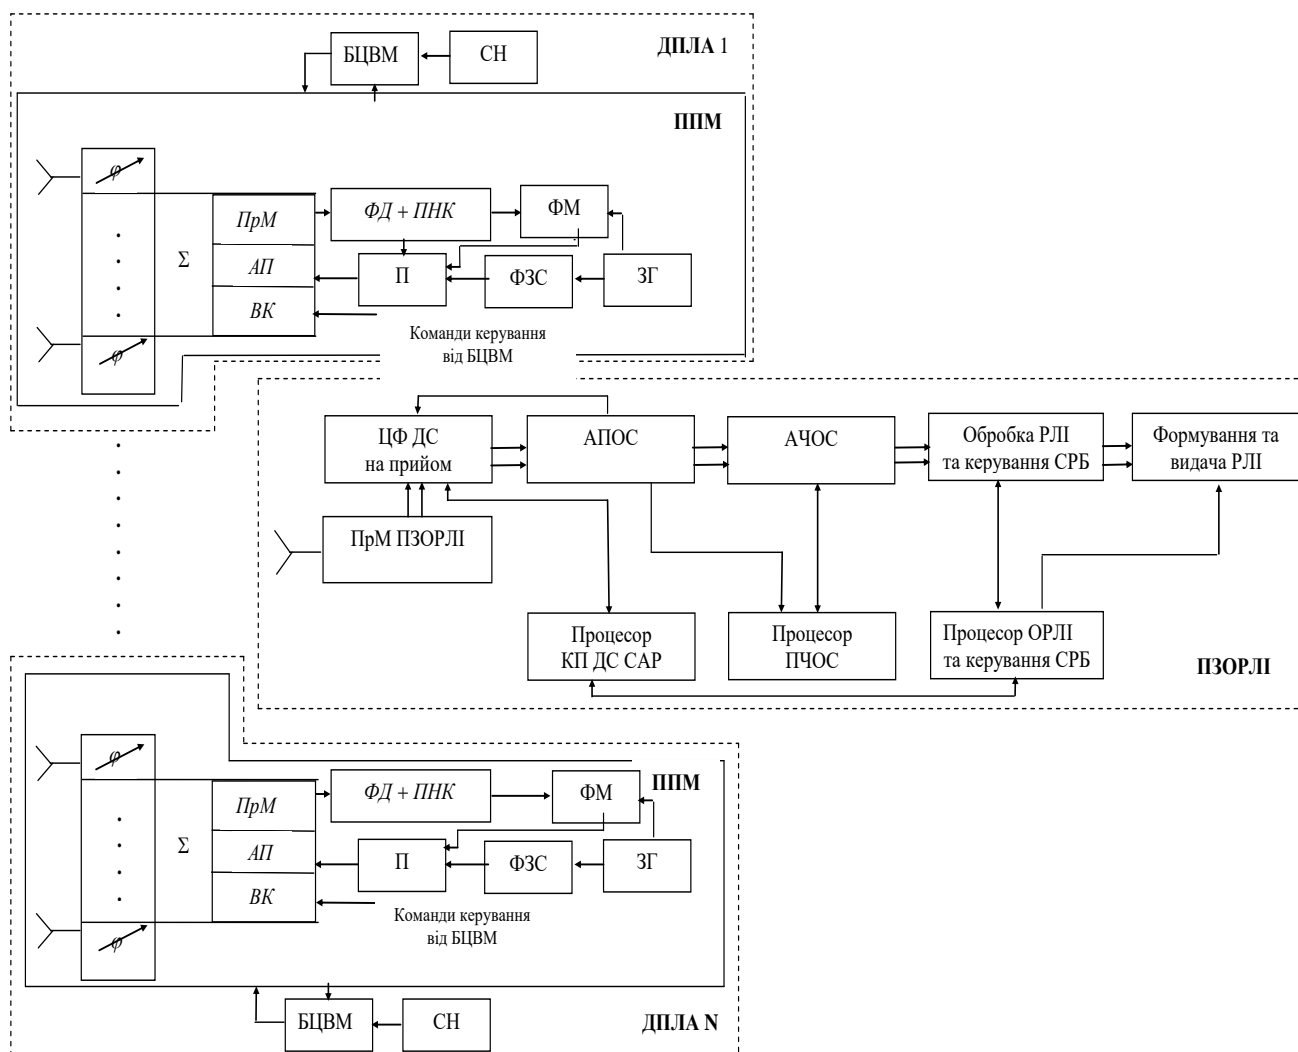 ДПЛА 1
БЦВМ
СН
ППМ
φ
ПрМ
ФД + ПНК
ФМ
Σ
АП
П
ФЗС
ЗГ
ВК
Команди керування
від БЦВМ
φ
ЦФ ДС
на прийом
АПОС
АЧОС
Обробка РЛІ
та керування СРБ
Формування та
видача РЛІ
ПрМ ПЗОРЛІ
Процесор
КП ДС САР
Процесор
ПЧОС
Процесор ОРЛІ
та керування СРБ
ПЗОРЛІ
φ
ППМ
ПрМ
ФД + ПНК
ФМ
Σ
АП
П
ФЗС
ЗГ
ВК
Команди керування
від БЦВМ
φ
БЦВМ
СН
ДПЛА N